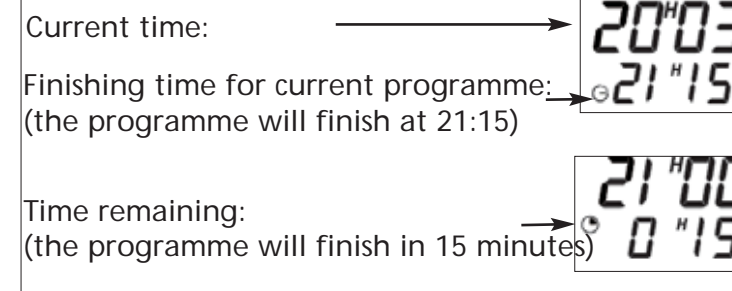 Current time:
20H03
Finishing time for current programme:
21H15
(the programme will finish at 21:15)
21H00
Time remaining:
0H15
(the programme will finish in 15 minutes)